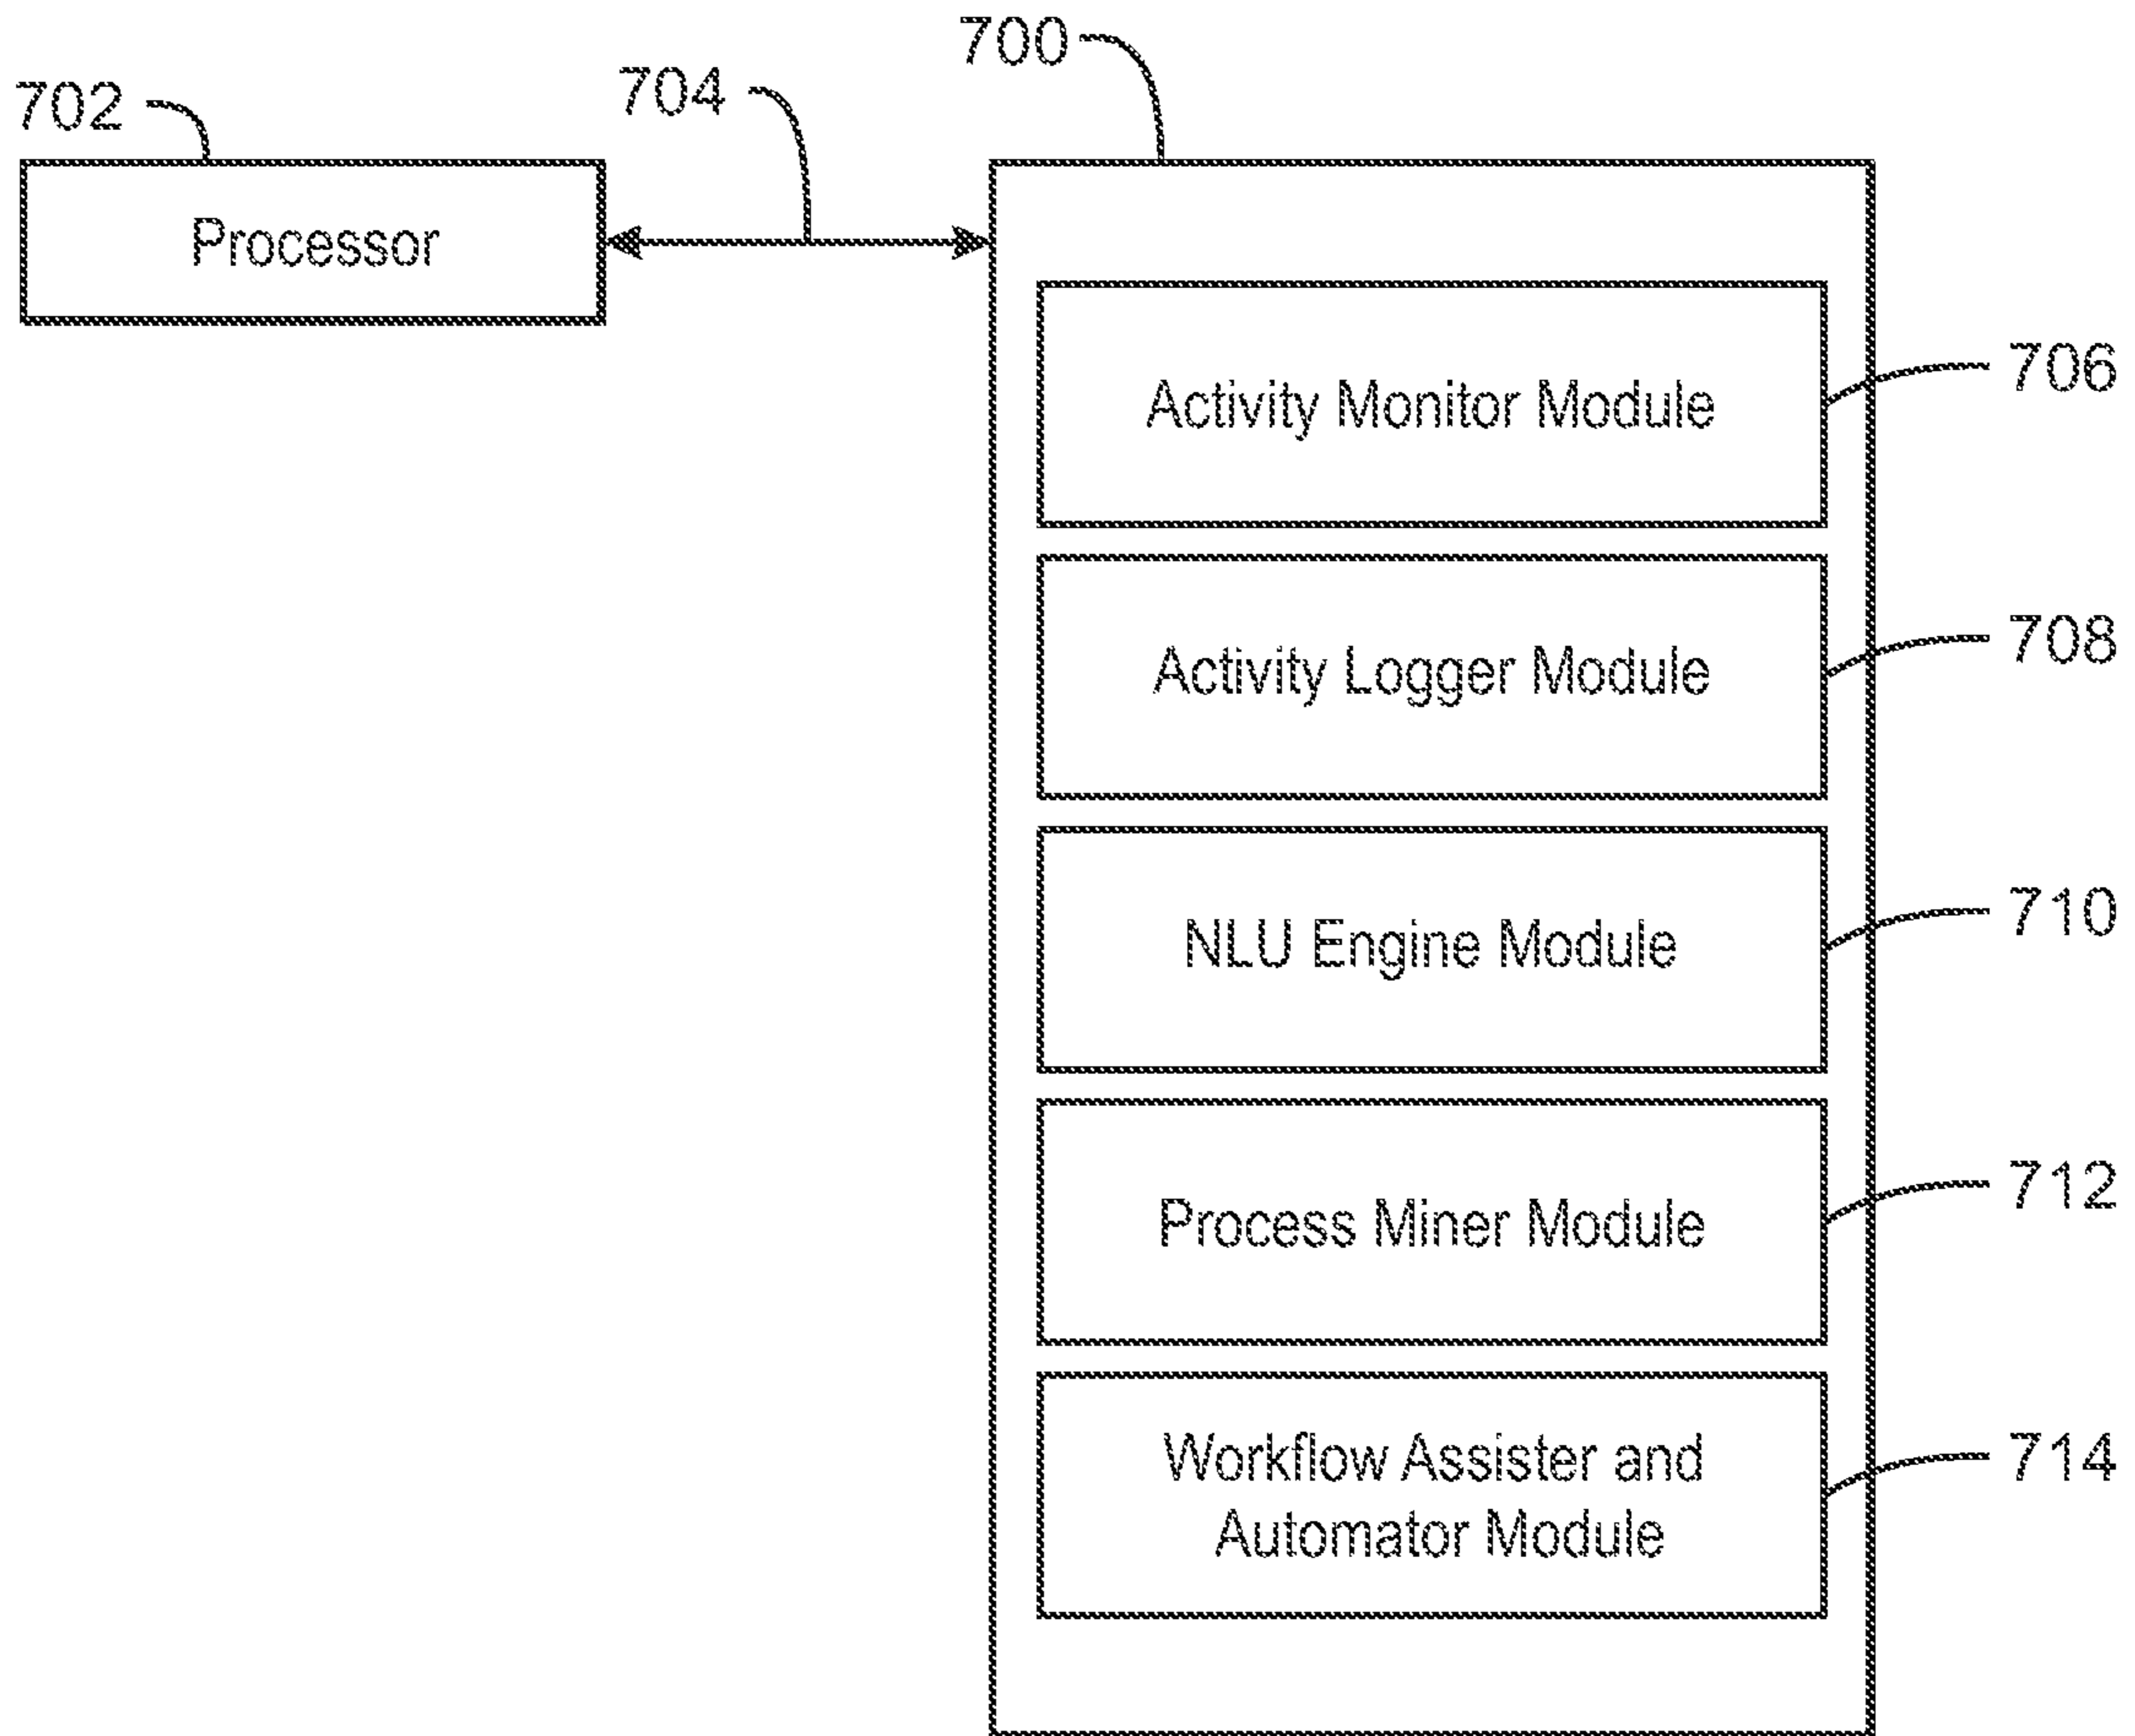 700
704
702
Processor
Activity Monitor Module
706
Activity Logger Module
708
NLU Engine Module
710
Process Miner Module
712
Workflow Assister and
Automator Module
714